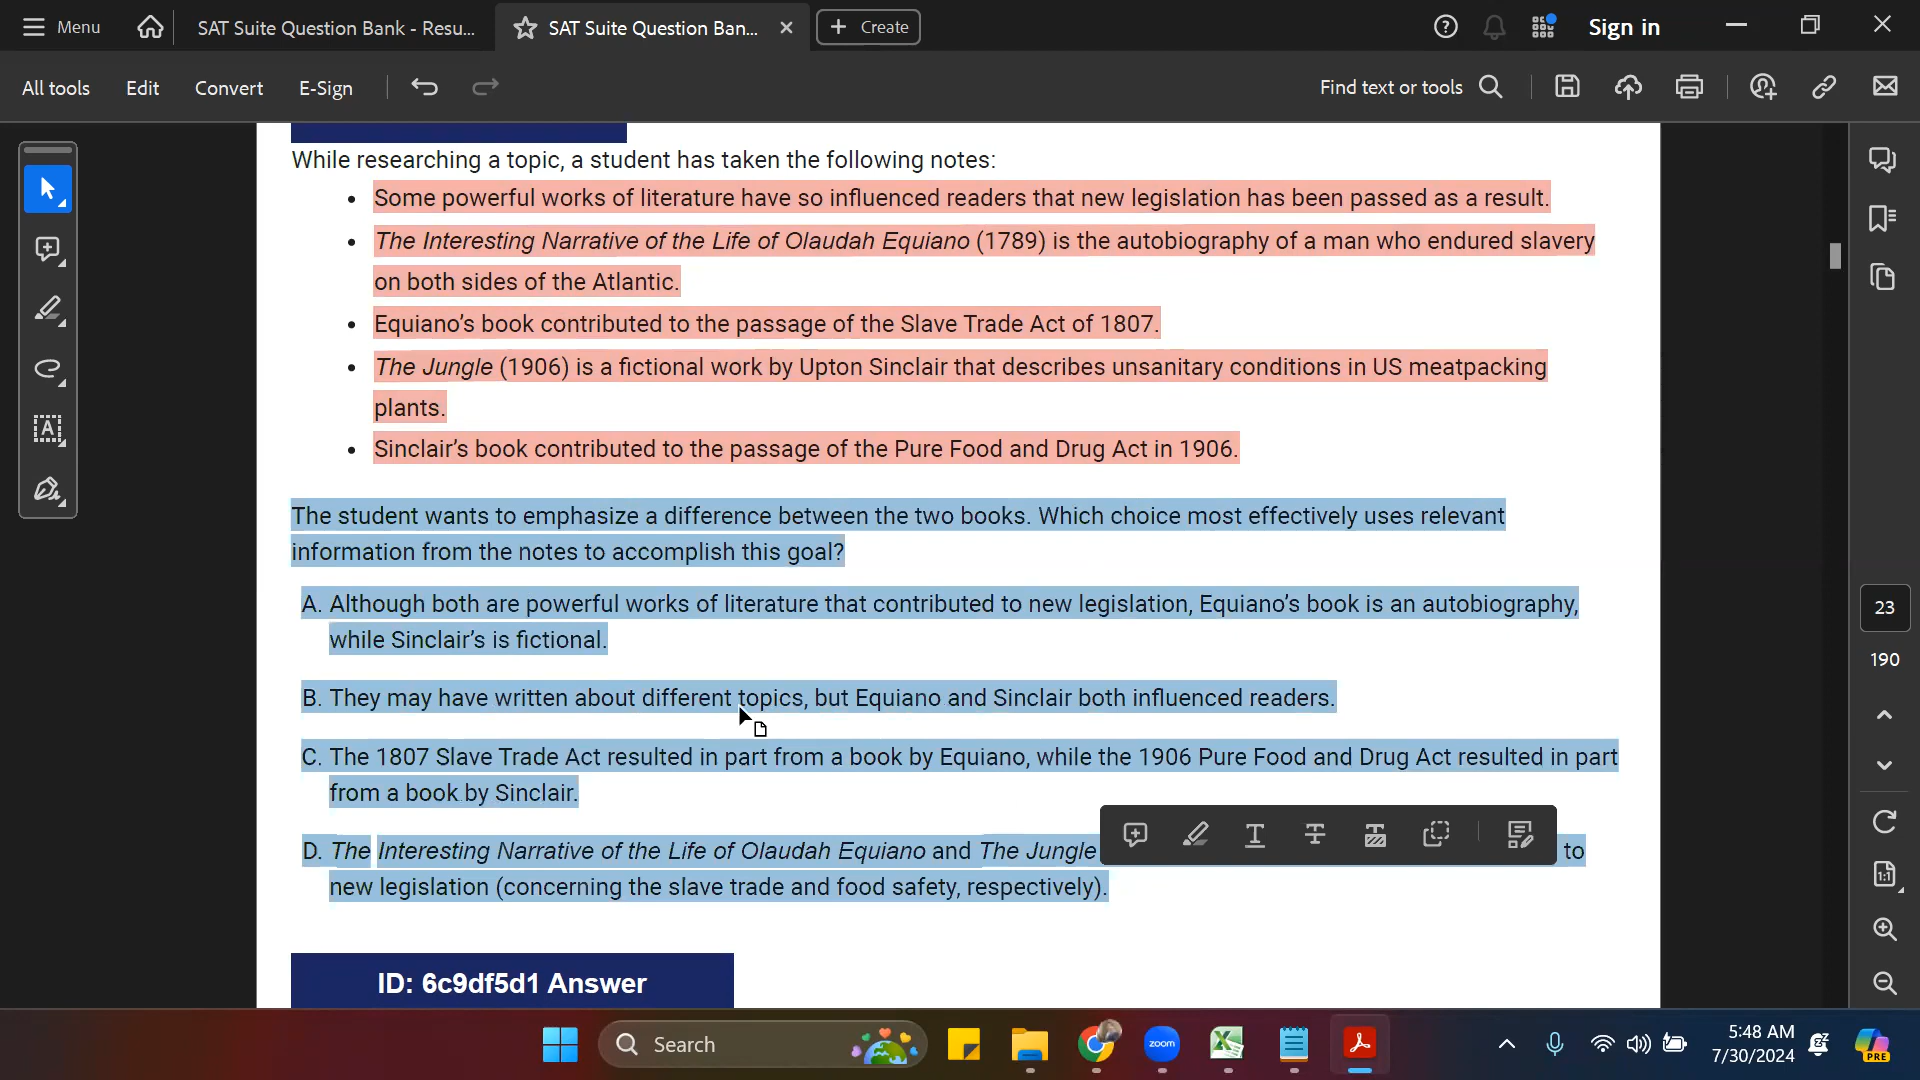 Menu
SAT Suite Question Bank - Resu...
SAT Suite Question Ban...
Create
Sign in
All tools
Edit
Convert
E-Sign
Find text or tools
While researching a topic, a student has taken the following notes:
• Some powerful works of literature have so influenced readers that new legislation has been passed as a result.
• The Interesting Narrative of the Life of Olaudah Equiano (1789) is the autobiography of a man who endured slavery
on both sides of the Atlantic.
• Equiano’s book contributed to the passage of the Slave Trade Act of 1807.
• The Jungle (1906) is a fictional work by Upton Sinclair that describes unsanitary conditions in US meatpacking
plants.
• Sinclair’s book contributed to the passage of the Pure Food and Drug Act in 1906.
The student wants to emphasize a difference between the two books. Which choice most effectively uses relevant
information from the notes to accomplish this goal?
A. Although both are powerful works of literature that contributed to new legislation, Equiano’s book is an autobiography,
while Sinclair’s is fictional.
B. They may have written about different topics, but Equiano and Sinclair both influenced readers.
C. The 1807 Slave Trade Act resulted in part from a book by Equiano, while the 1906 Pure Food and Drug Act resulted in part
from a book by Sinclair.
D. The Interesting Narrative of the Life of Olaudah Equiano and The Jungle to
new legislation (concerning the slave trade and food safety, respectively).
ID: 6c9df5d1 Answer
23
190
1:1
Search
zoom
5:48 AM
7/30/2024
PRE